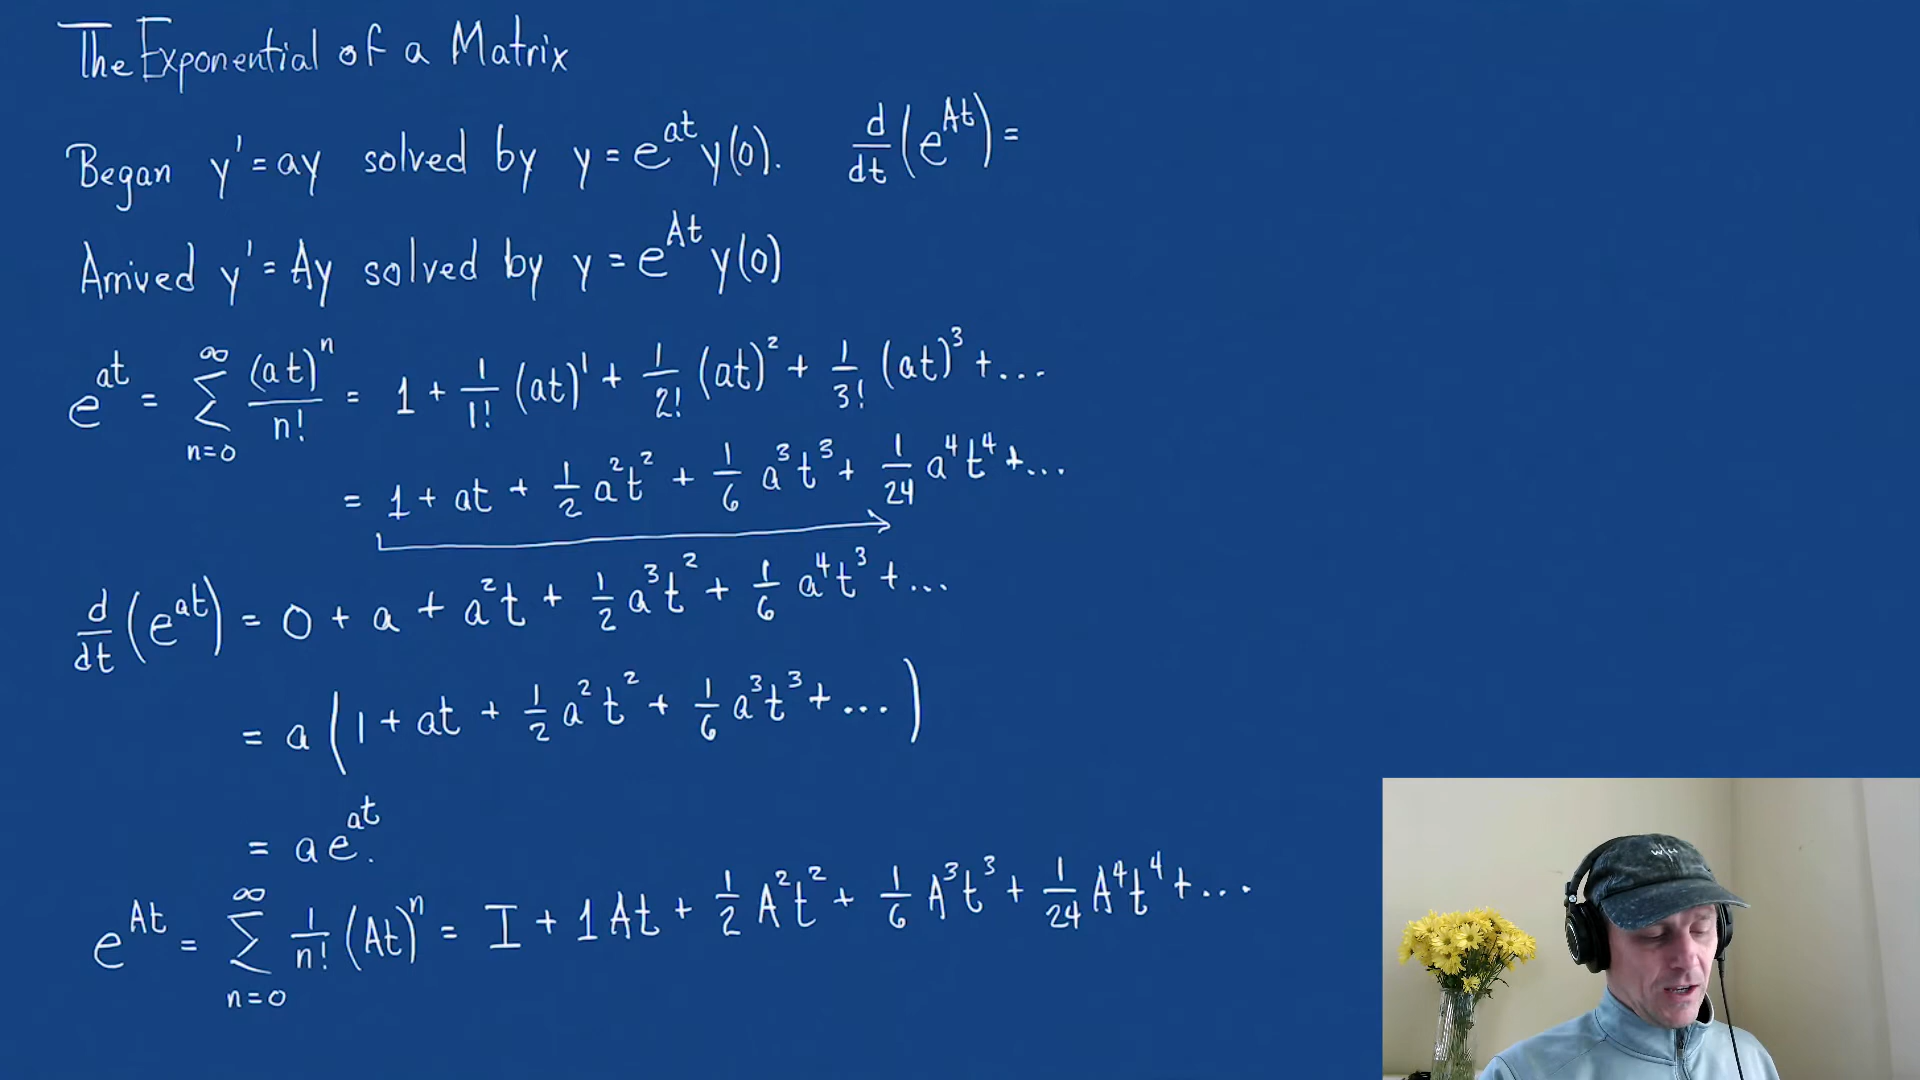 The Exponential of a Matrix
Began y' = ay solved by y = e^{at} y(0).
d/dt (e^{At}) =
Arrived y' = Ay solved by y = e^{At} y(0)
e^{at} = ∑_{n=0}^{∞} (at)^n / n! = 1 + 1/1! (at)^1 + 1/2! (at)^2 + 1/3! (at)^3 + ...
= 1 + at + 1/2 a^2 t^2 + 1/6 a^3 t^3 + 1/24 a^4 t^4 + ...
d/dt (e^{at}) = 0 + a + a^2 t + 1/2 a^3 t^2 + 1/6 a^4 t^3 + ...
= a (1 + at + 1/2 a^2 t^2 + 1/6 a^3 t^3 + ...)
= a e^{at}.
e^{At} = ∑_{n=0}^{∞} 1/n! (At)^n = I + 1At + 1/2 A^2 t^2 + 1/6 A^3 t^3 + 1/24 A^4 t^4 + ...